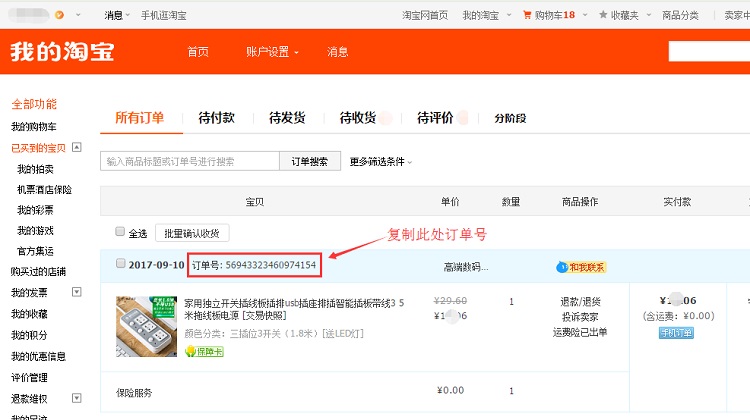 消息 手机逛淘宝 淘宝网首页 我的淘宝 购物车18 收藏夹 商品分类 卖家中
我的淘宝 首页 账户设置 消息
全部功能
我的购物车
已买到的宝贝
我的拍卖
机票酒店保险
我的彩票
我的游戏
官方集运
购买过的店铺
我的发票
我的收藏
我的积分
我的优惠信息
评价管理
退款维权
我的足迹
所有订单 待付款 待发货 待收货 待评价 分阶段
输入商品标题或订单号进行搜索 订单搜索 更多筛选条件
宝贝 单价 数量 商品操作 实付款
全选 批量确认收货
复制此处订单号
2017-09-10 订单号: 56943323460974154 高端数码... 和我联系
家用独立开关插线板插排usb插座排插智能插板带线3 5
米拖线板电源 [交易快照]
颜色分类：三插位3开关（1.8米）[送LED灯]
保障卡
¥29.60
1
退款/退货
投诉卖家
运费险已出单
(含运费：¥0.00)
手机订单
保险服务 ¥0.00 1